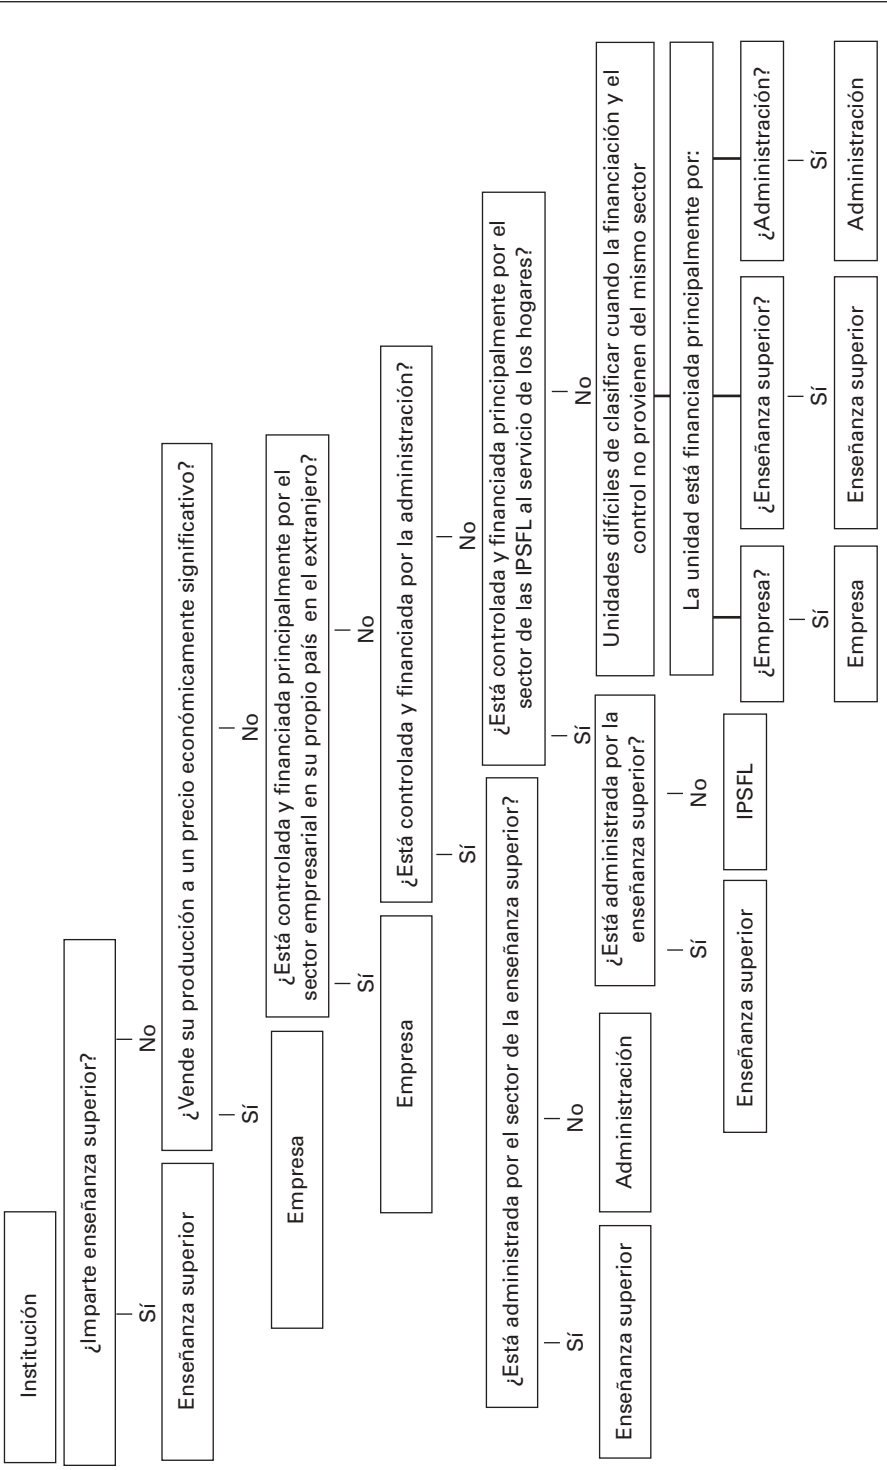 Institución
¿Imparte enseñanza superior?
Sí
No
Enseñanza superior
¿Vende su producción a un precio económicamente significativo?
Sí
No
Empresa
¿Está controlada y financiada principalmente por el
sector empresarial en su propio país en el extranjero?
Sí
No
Empresa
¿Está controlada y financiada por la administración?
Sí
No
¿Está administrada por el sector de la enseñanza superior?
¿Está controlada y financiada principalmente por el
sector de las IPSFL al servicio de los hogares?
Sí
No
Sí
No
Enseñanza superior
Administración
¿Está administrada por la
enseñanza superior?
Unidades difíciles de clasificar cuando la financiación y el
control no provienen del mismo sector
Sí
No
La unidad está financiada principalmente por:
Enseñanza superior
IPSFL
¿Empresa?
¿Enseñanza superior?
¿Administración?
Sí
Sí
Sí
Empresa
Enseñanza superior
Administración